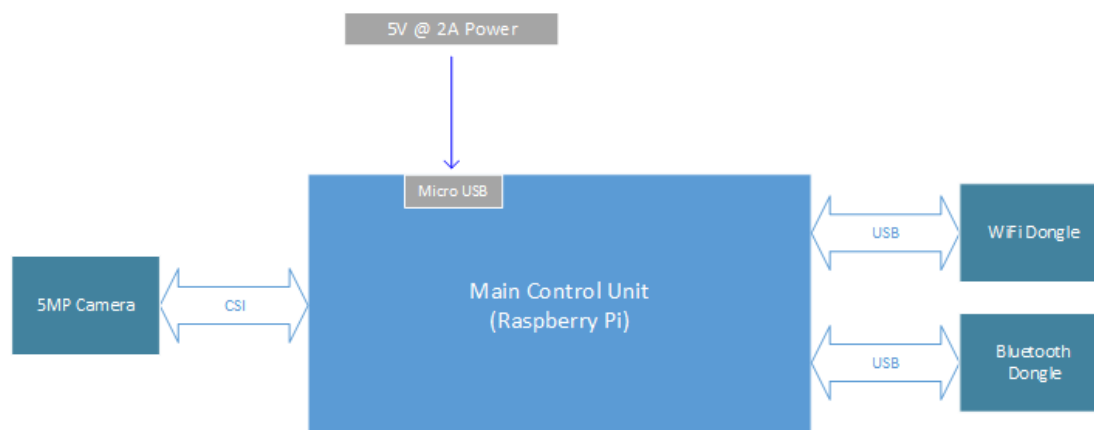 5V @ 2A Power
Micro USB
USB
WiFi Dongle
Main Control Unit
(Raspberry Pi)
5MP Camera
CSI
USB
Bluetooth
Dongle